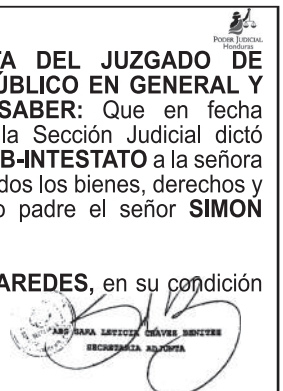 PODER JUDICIAL
Honduras
TA DEL JUZGADO DE
ÚBLICO EN GENERAL Y
SABER: Que en fecha
la Sección Judicial dictó
B-INTESTATO a la señora
dos los bienes, derechos y
o padre el señor SIMON
AREDES, en su condición
ABG SARA LETICIA CHAVES BENITES
SECRETARIA ADJUNTA